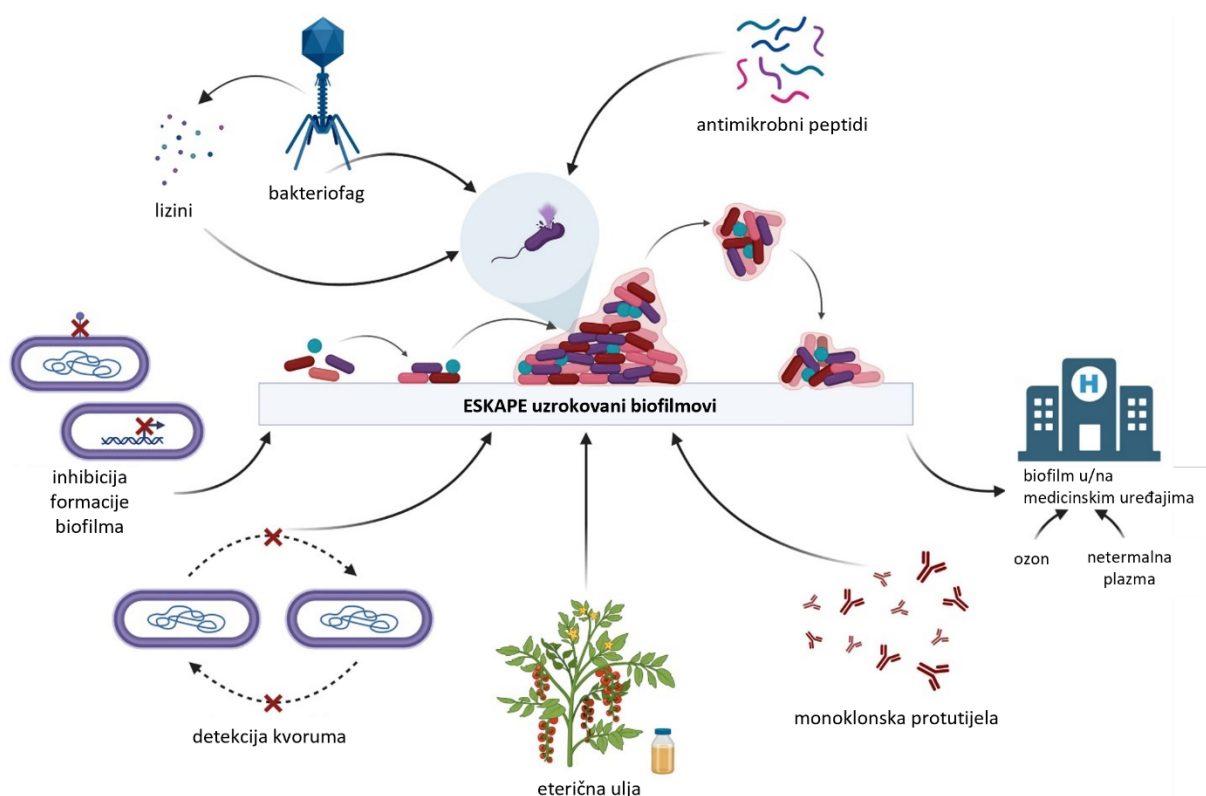 antimikrobni peptidi
bakteriofag
lizini
ESKAPE uzrokovani biofilmovi
H
inhibicija
formacije
biofilma
biofilm u/na
medicinskim uređajima
ozon
netermalna
plazma
detekcija kvoruma
eterična ulja
monoklonska protutijela